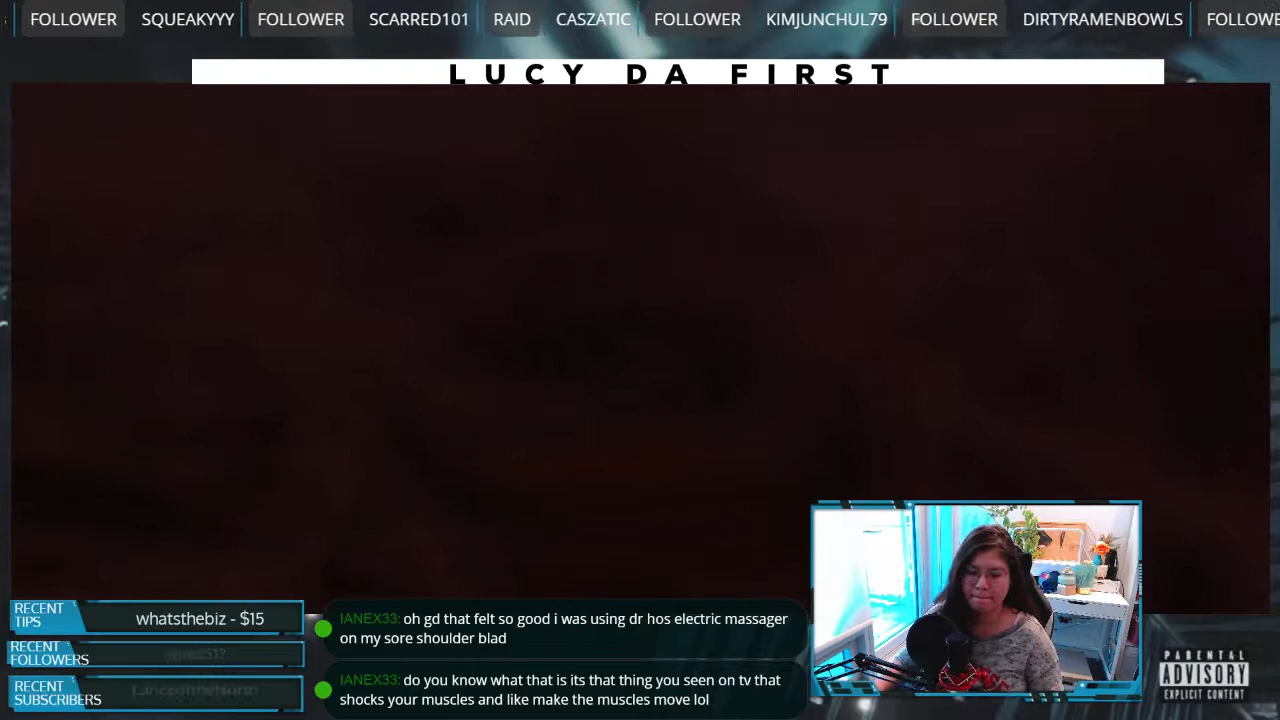 FOLLOWER SQUEAKYYY FOLLOWER SCARRED101 RAID CASZATIC FOLLOWER KIMJUNCHUL79 FOLLOWER DIRTYRAMENBOWLS FOLLOWE
LUCY DA FIRST
RECENT TIPS
whatsthebiz - $15
RECENT FOLLOWERS
RECENT SUBSCRIBERS
IANEX33: oh gd that felt so good i was using dr hos electric massager
on my sore shoulder blad
IANEX33: do you know what that is its that thing you seen on tv that
shocks your muscles and like make the muscles move lol
PARENTAL
ADVISORY
EXPLICIT CONTENT